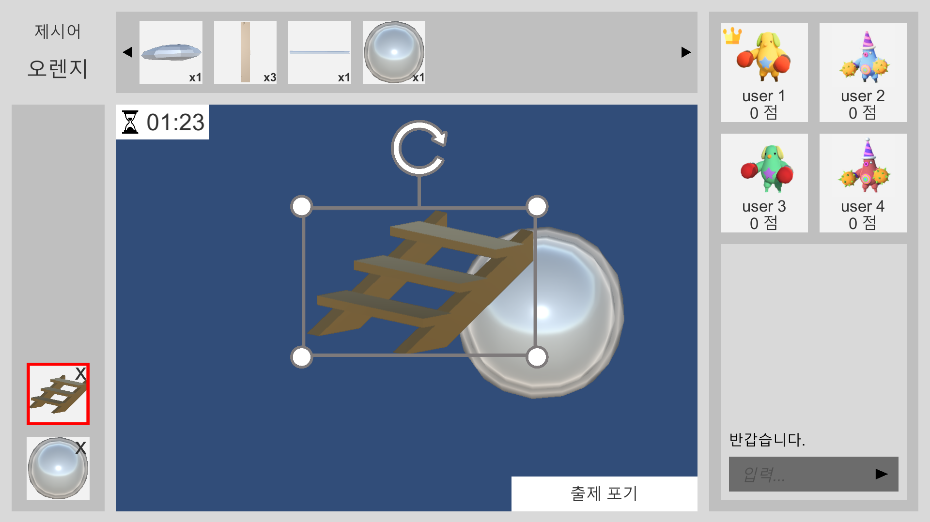 제시어
오렌지
x1
x3
x1
x1
01:23
X
X
출제 포기
user 1
0 점
user 2
0 점
user 3
0 점
user 4
0 점
반갑습니다.
입력...